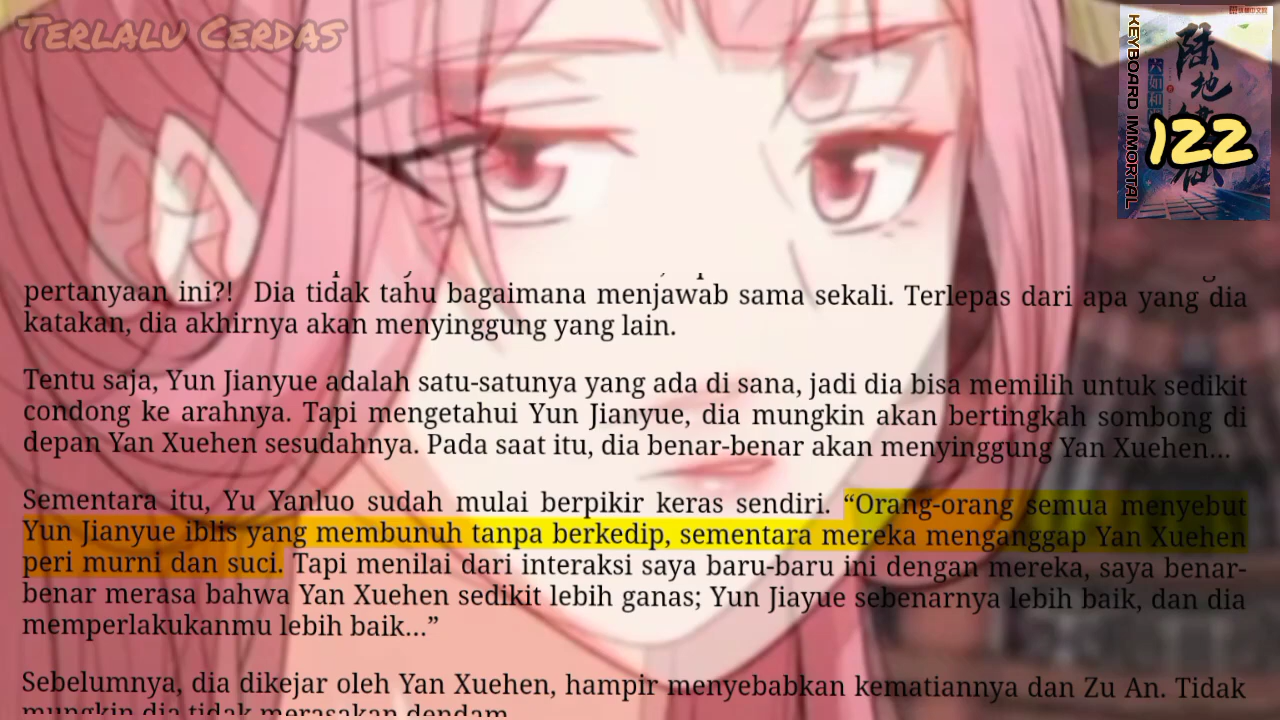 TERLALU CERDAS
KEYBOARD IMMORTAL
陆地
122
pertanyaan ini?! Dia tidak tahu bagaimana menjawab sama sekali. Terlepas dari apa yang dia
katakan, dia akhirnya akan menyinggung yang lain.
Tentu saja, Yun Jianyue adalah satu-satunya yang ada di sana, jadi dia bisa memilih untuk sedikit
condong ke arahnya. Tapi mengetahui Yun Jianyue, dia mungkin akan bertingkah sombong di
depan Yan Xuehen sesudahnya. Pada saat itu, dia benar-benar akan menyinggung Yan Xuehen...
Sementara itu, Yu Yanluo sudah mulai berpikir keras sendiri. “Orang-orang semua menyebut
Yun Jianyue iblis yang membunuh tanpa berkedip, sementara mereka menganggap Yan Xuehen
peri murni dan suci. Tapi menilai dari interaksi saya baru-baru ini dengan mereka, saya benar-
benar merasa bahwa Yan Xuehen sedikit lebih ganas; Yun Jiayue sebenarnya lebih baik, dan dia
memperlakukanmu lebih baik...”
Sebelumnya, dia dikejar oleh Yan Xuehen, hampir menyebabkan kematiannya dan Zu An. Tidak
mungkin dia tidak merasakan dendam